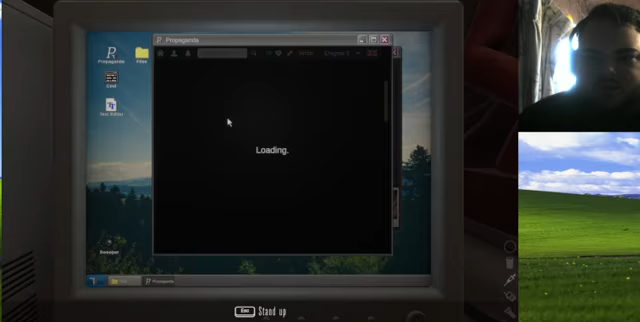 Propaganda
Propaganda
Files
Cmd
Text Editor
Loading.
Propaganda
Esc
Stand up